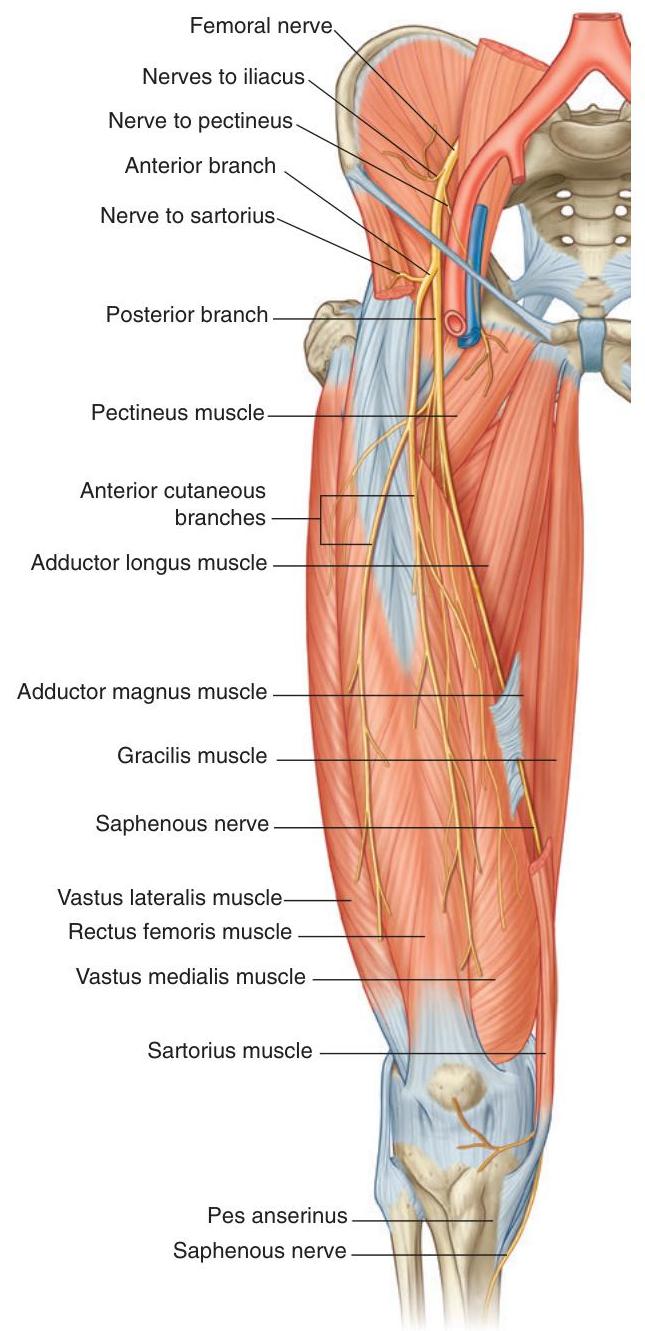 Femoral nerve
Nerves to iliacus
Nerve to pectineus
Anterior branch
Nerve to sartorius
Posterior branch
Pectineus muscle
Anterior cutaneous
branches
Adductor longus muscle
Adductor magnus muscle
Gracilis muscle
Saphenous nerve
Vastus lateralis muscle
Rectus femoris muscle
Vastus medialis muscle
Sartorius muscle
Pes anserinus
Saphenous nerve